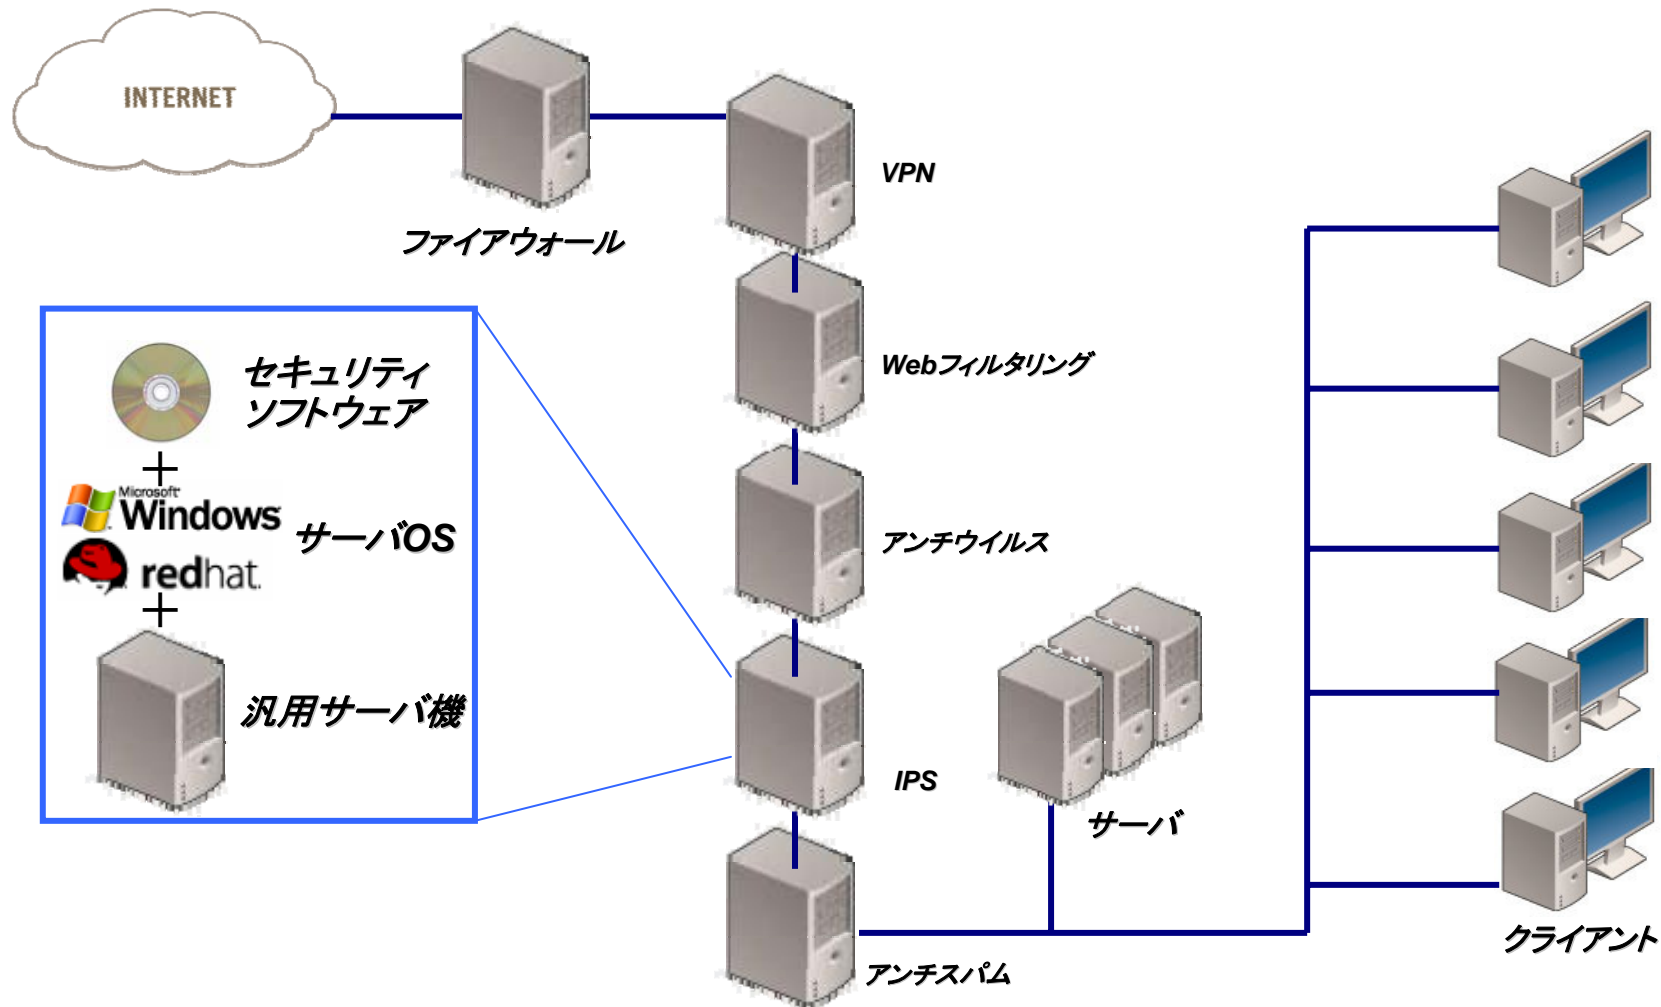 INTERNET
ファイアウォール
VPN
Webフィルタリング
アンチウイルス
IPS
アンチスパム
セキュリティ
ソフトウェア
+
Microsoft
Windows
サーバOS
redhat.
+
汎用サーバ機
サーバ
クライアント